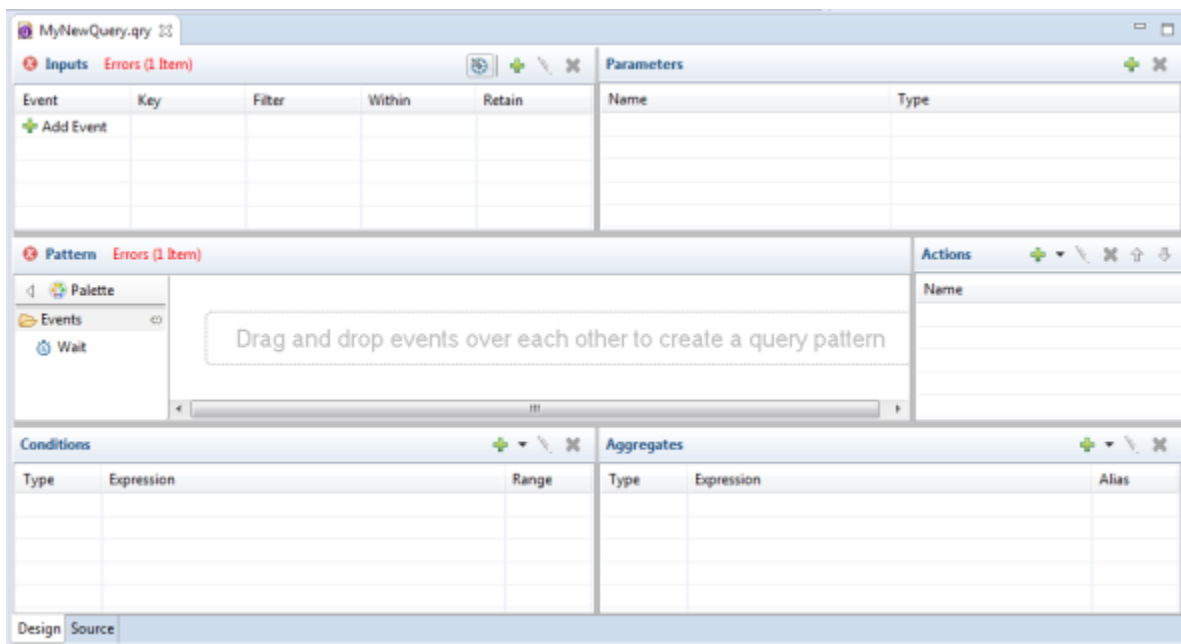 MyNewQuery.qry
Inputs Errors (1 Item)
Parameters
Event Key Filter Within Retain
Name Type
Add Event
Pattern Errors (1 Item)
Actions
Palette
Name
Events
Wait
Drag and drop events over each other to create a query pattern
Conditions
Aggregates
Type Expression Range
Type Expression Alias
Design Source